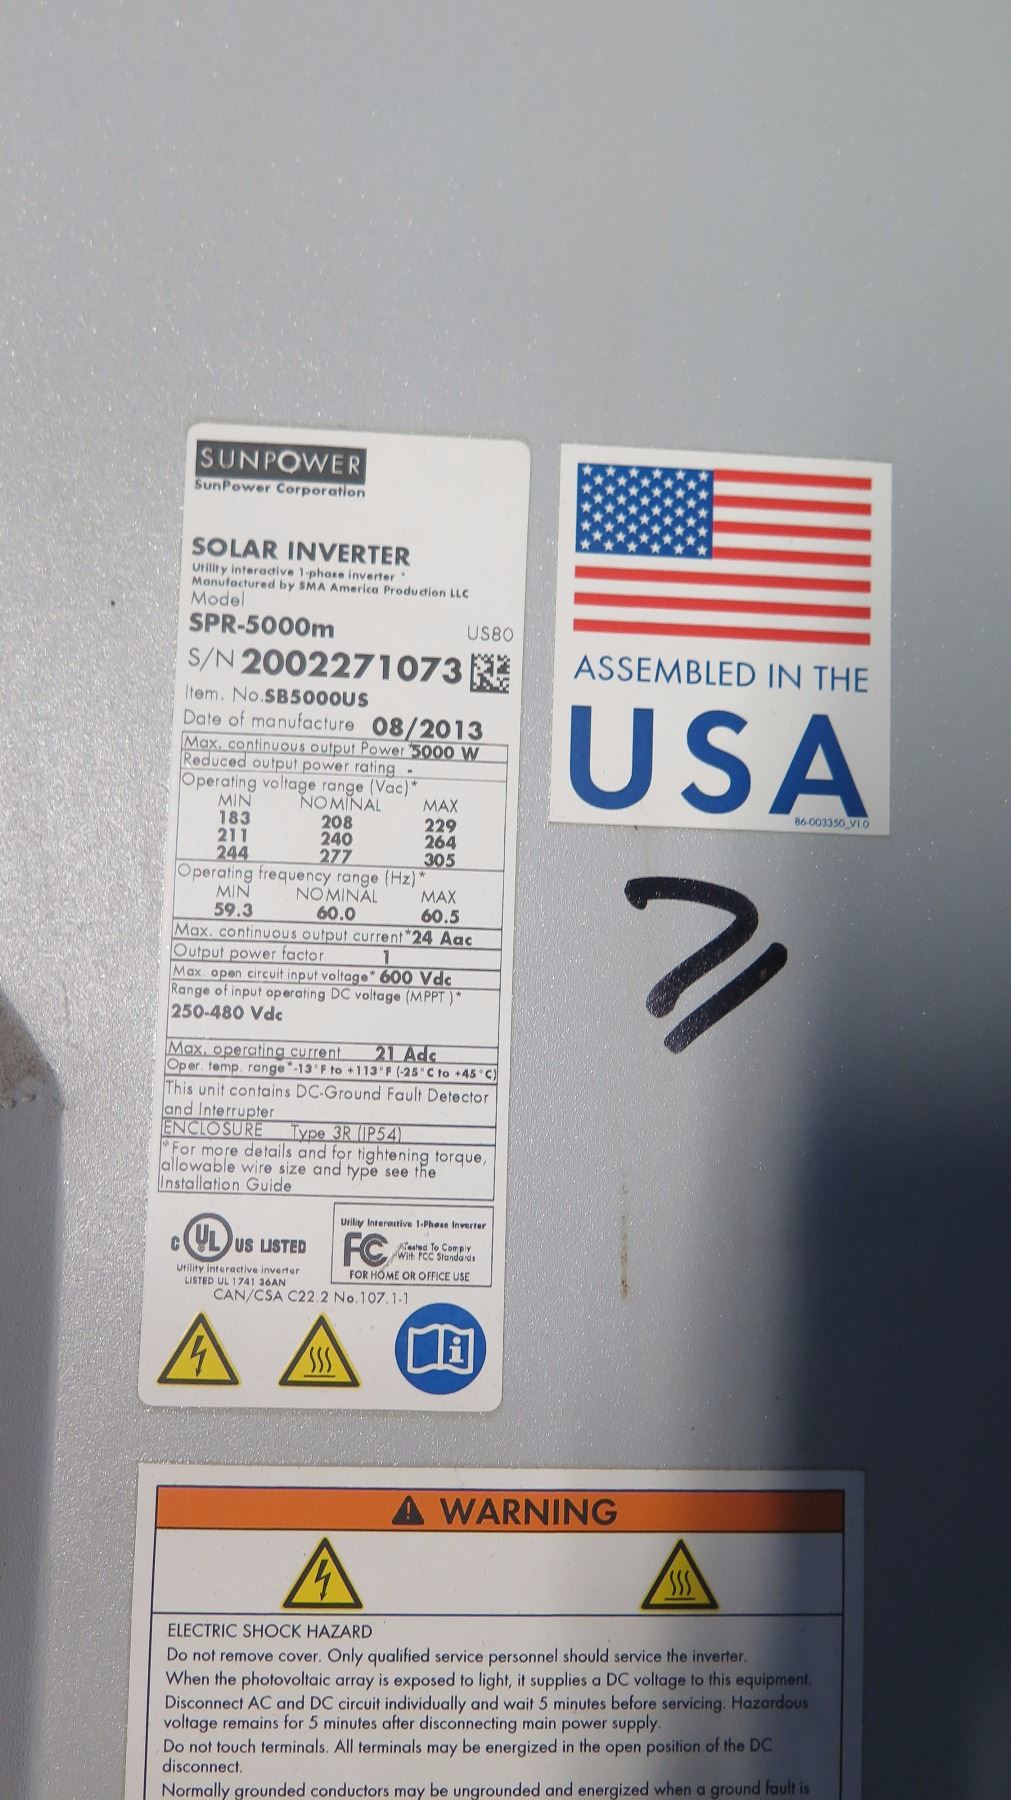 SUNPOWER
SunPower Corporation
SOLAR INVERTER
Utility interactive 1-phase inverter *
Manufactured by SMA America Production LLC
Model
SPR-5000m US80
S/N 2002271073
Item. No.SB5000US
Date of manufacture 08/2013
Max. continuous output Power* 5000 W
Reduced output power rating -
Operating voltage range (Vac)*
MIN NOMINAL MAX
183 208 229
211 240 264
244 277 305
Operating frequency range (Hz)*
MIN NOMINAL MAX
59.3 60.0 60.5
Max. continuous output current* 24 Aac
Output power factor 1
Max. open circuit input voltage* 600 Vdc
Range of input operating DC voltage (MPPT )*
250-480 Vdc
Max. operating current 21 Adc
Oper. temp. range*-13°F to +113°F (-25°C to +45°C)
This unit contains DC-Ground Fault Detector
and Interrupter
ENCLOSURE Type 3R (IP54)
*For more details and for tightening torque,
allowable wire size and type see the
Installation Guide
C UL US LISTED
Utility interactive inverter
LISTED UL 1741 36AN
CAN/CSA C22.2 No.107.1-1
Utility Interactive 1-Phase Inverter
FC Tested To Comply
With FCC Standards
FOR HOME OR OFFICE USE
ASSEMBLED IN THE
USA
86-003350_V1.0
WARNING
ELECTRIC SHOCK HAZARD
Do not remove cover. Only qualified service personnel should service the inverter.
When the photovoltaic array is exposed to light, it supplies a DC voltage to this equipment.
Disconnect AC and DC circuit individually and wait 5 minutes before servicing. Hazardous
voltage remains for 5 minutes after disconnecting main power supply.
Do not touch terminals. All terminals may be energized in the open position of the DC
disconnect.
Normally grounded conductors may be ungrounded and energized when a ground fault is